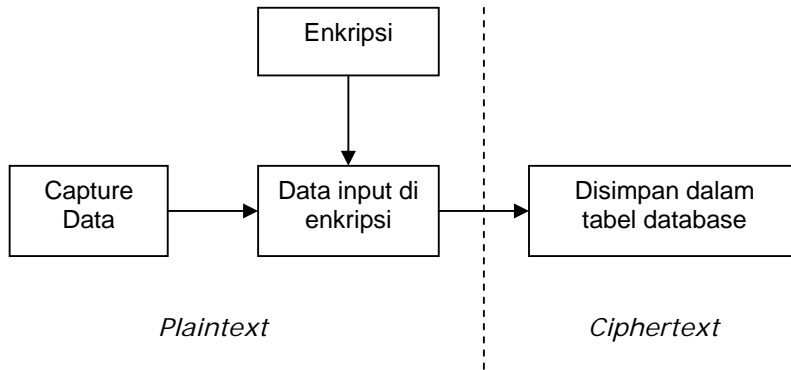 Enkripsi
Capture
Data
Data input di
enkripsi
Disimpan dalam
tabel database
Plaintext
Ciphertext